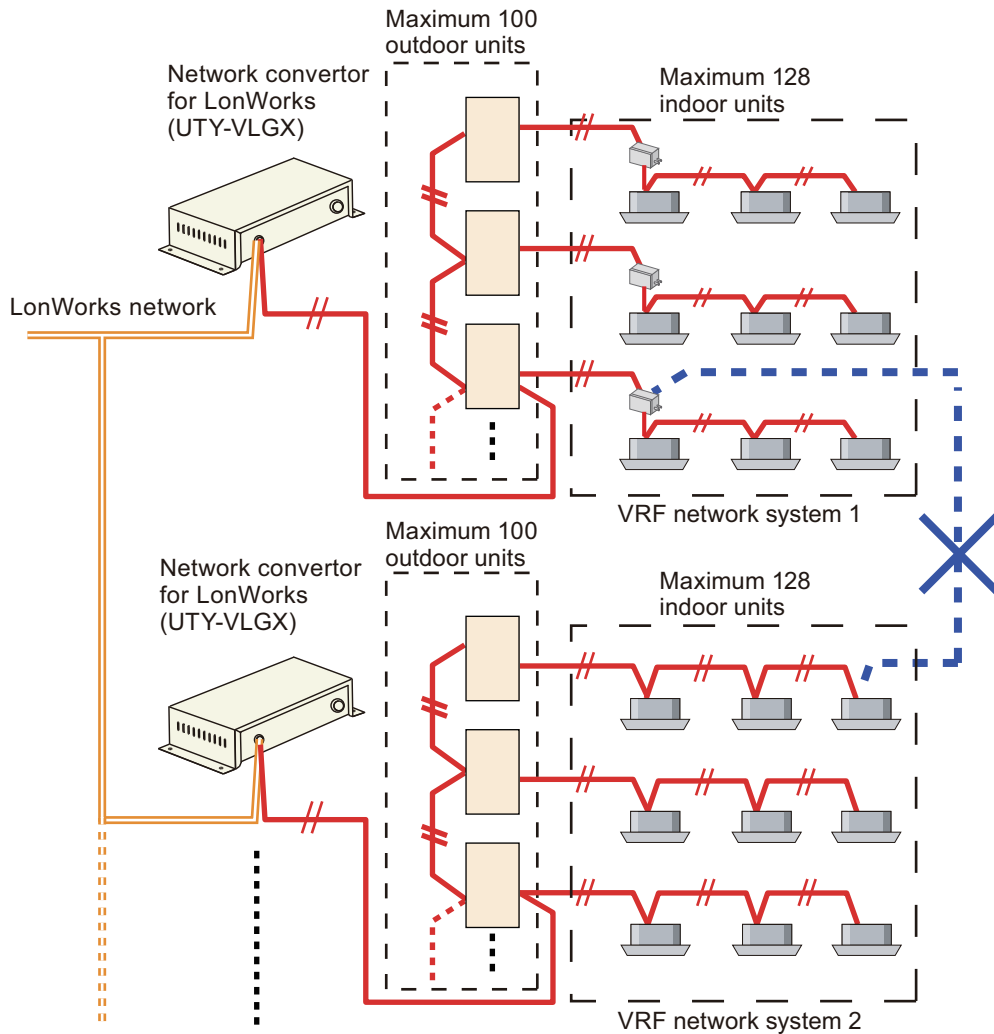 Maximum 100
outdoor units
Network convertor
for LonWorks
(UTY-VLGX)
Maximum 128
indoor units
LonWorks network
VRF network system 1
Maximum 100
outdoor units
Network convertor
for LonWorks
(UTY-VLGX)
Maximum 128
indoor units
VRF network system 2